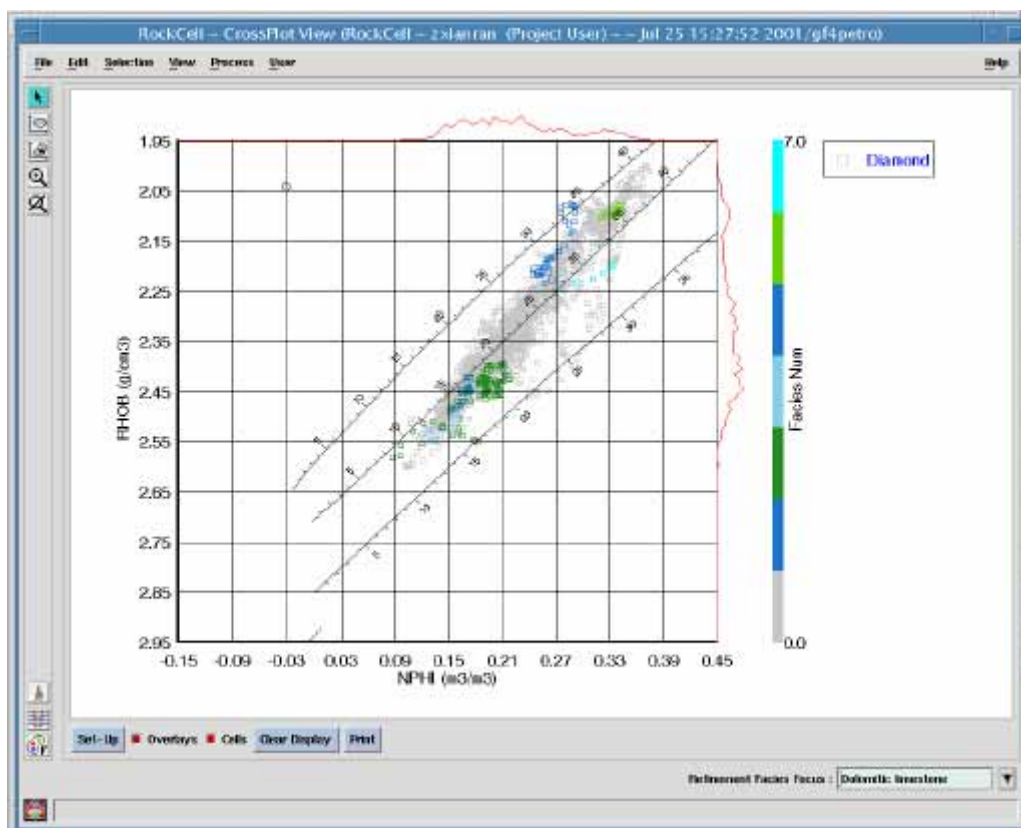 RockCell - CrossPlot View (RockCell - zxianran (Project User) - - Jul 25 15:27:52 2001/gf4petro)
File Edit Selection View Process User Help
1.95
2.05
2.15
2.25
2.35
2.45
2.55
2.65
2.75
2.85
2.95
RHOB (g/cm3)
-0.15 -0.09 -0.03 0.03 0.09 0.15 0.21 0.27 0.33 0.39 0.45
NPHI (m3/m3)
7.0
Facies Num
0.0
Diamond
Set-Up Overlays Cells Clear Display Print
Refinement Facies Focus : Dolomitic limestone